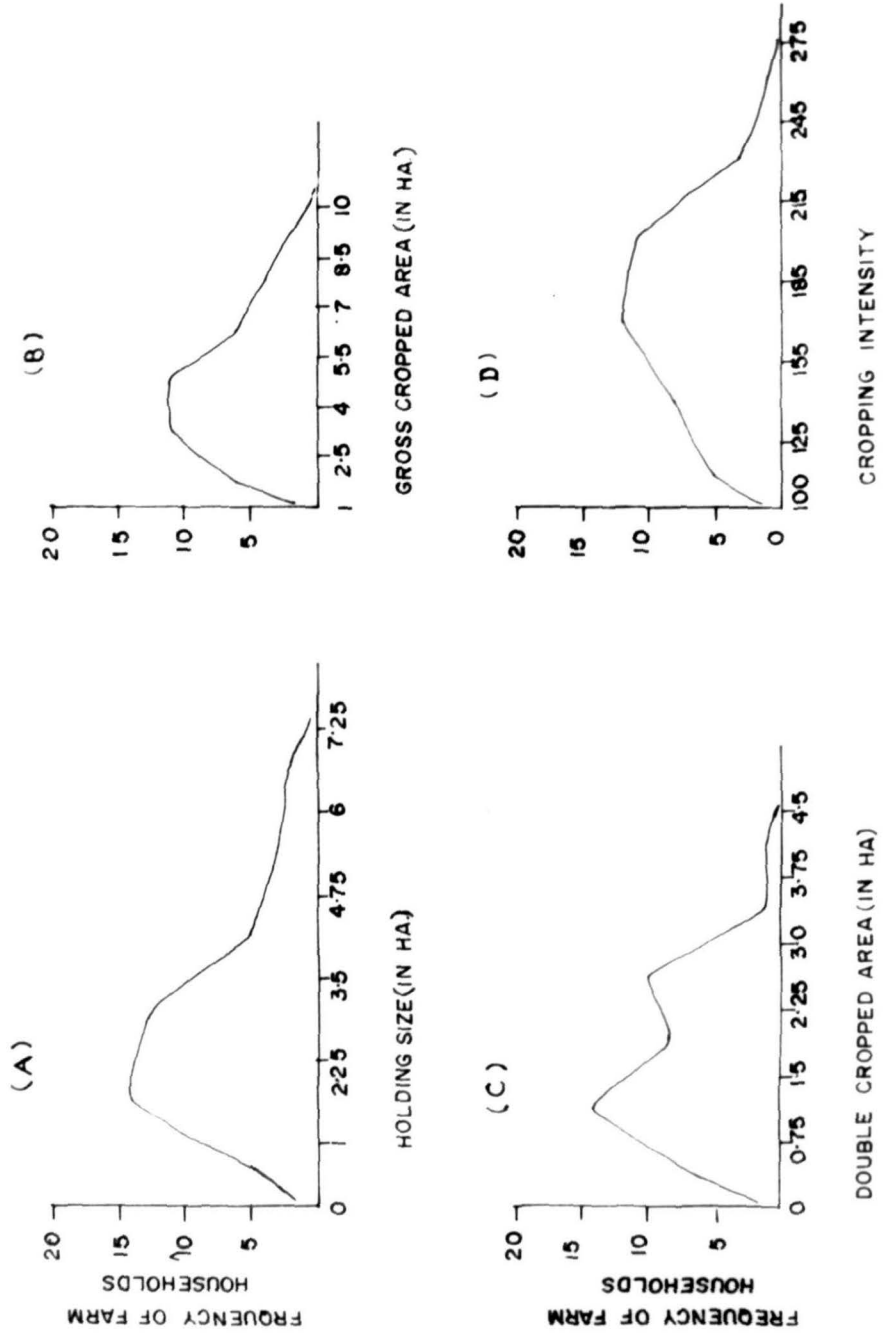 (A)
20
15
10
5
FRQUENCY OF FARM
HOUSEHOLDS
0 1 2·25 3·5 4·75 6 7·25
HOLDING SIZE(IN HA)
(B)
20
15
10
5
1 2·5 4 5·5 7 8·5 10
GROSS CROPPED AREA(IN HA)
(C)
20
15
10
5
FREQUENCY OF FARM
HOUSEHOLDS
0 0·75 1·5 2·25 3·0 3·75 4·5
DOUBLE CROPPED AREA(IN HA)
(D)
20
15
10
5
0
100 125 155 185 215 245 275
CROPPING INTENSITY